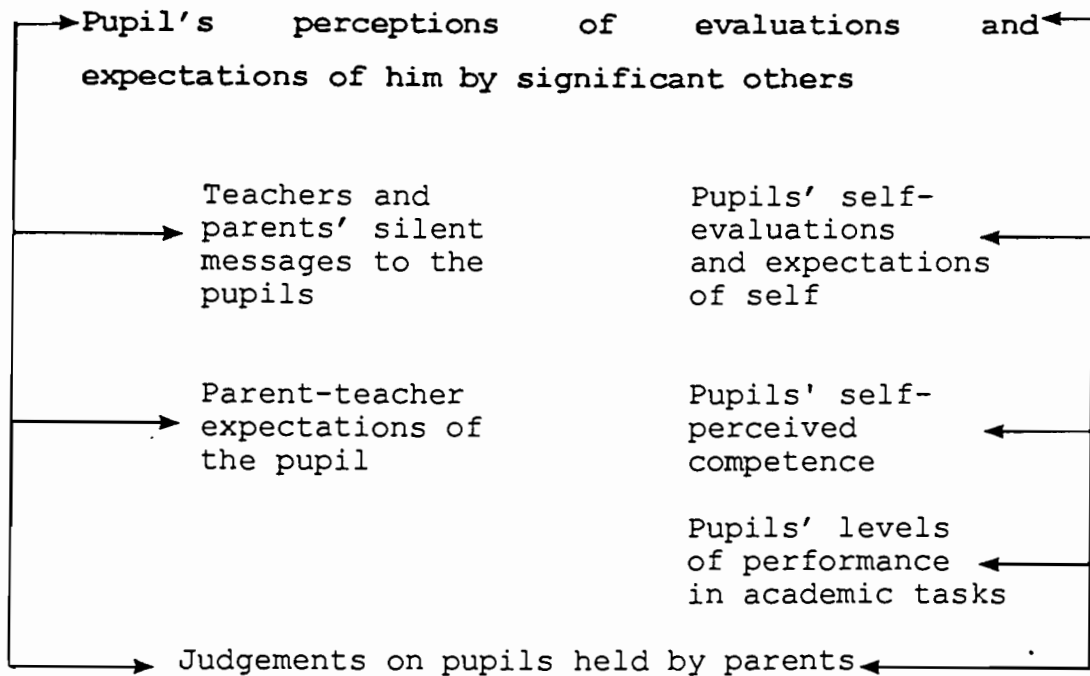 Pupil's perceptions of evaluations and
expectations of him by significant others
Teachers and
parents' silent
messages to the
pupils
Pupils' self-
evaluations
and expectations
of self
Parent-teacher
expectations of
the pupil
Pupils' self-
perceived
competence
Pupils' levels
of performance
in academic tasks
Judgements on pupils held by parents